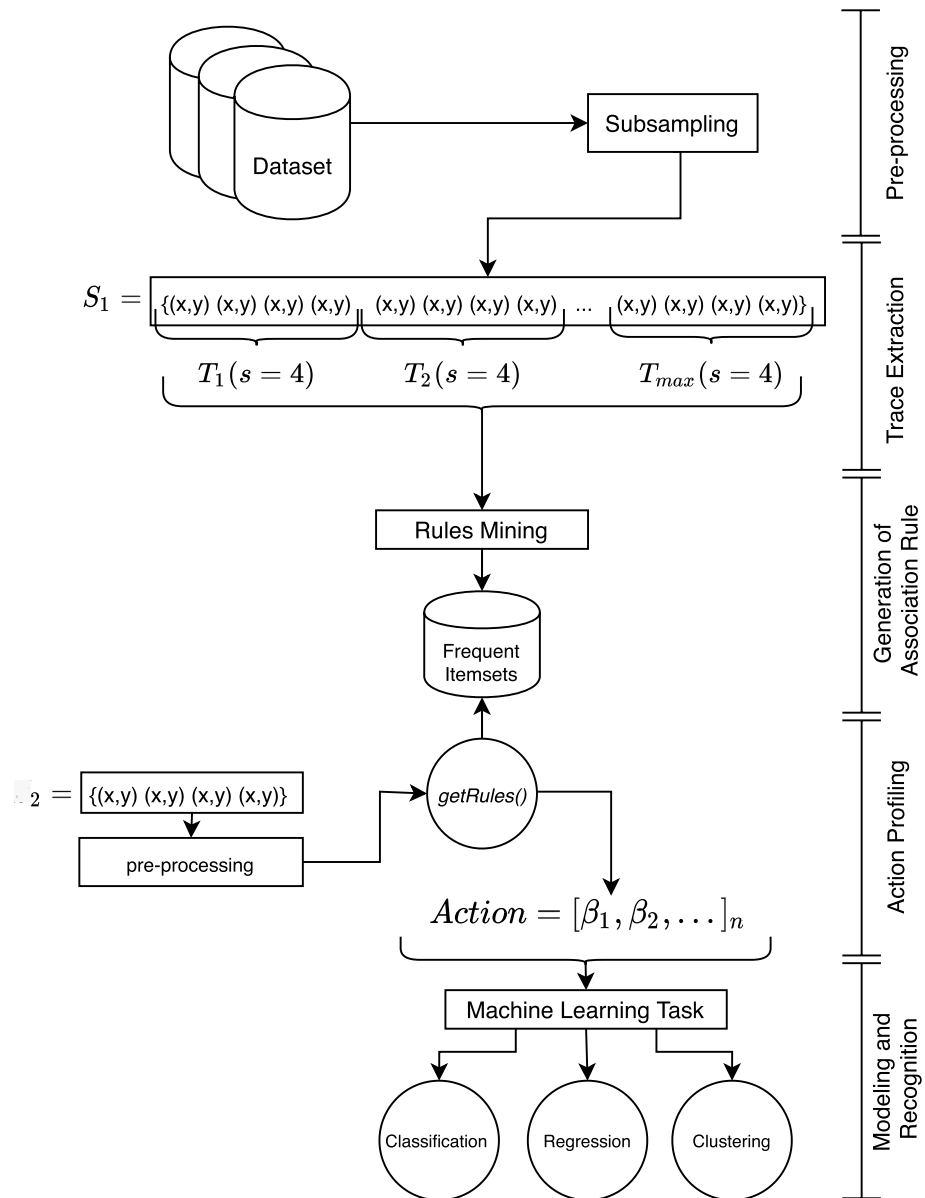 Dataset
Subsampling
Pre-processing
S₁ = {(x,y) (x,y) (x,y) (x,y) (x,y) (x,y) (x,y) (x,y) ... (x,y) (x,y) (x,y) (x,y)}
T₁(s = 4) T₂(s = 4) Tₘₐₓ(s = 4)
Trace Extraction
Rules Mining
Frequent
Itemsets
Generation of
Association Rule
₂ = {(x,y) (x,y) (x,y) (x,y)}
pre-processing
getRules()
Action = [β₁, β₂, . . . ]ₙ
Action Profiling
Machine Learning Task
Classification
Regression
Clustering
Modeling and
Recognition